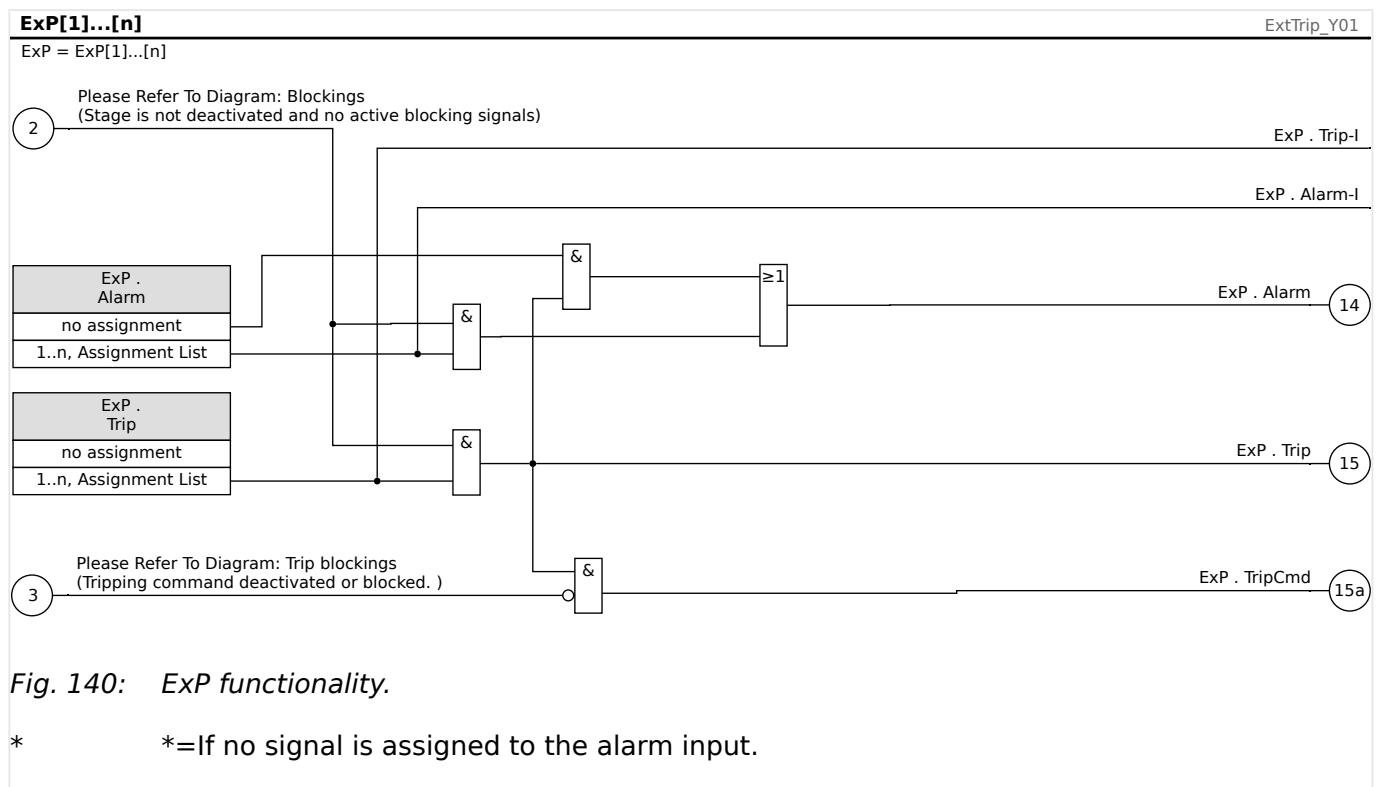 ExP[1]...[n]
ExtTrip_Y01
ExP = ExP[1]...[n]
Please Refer To Diagram: Blockings
(Stage is not deactivated and no active blocking signals)
2
ExP . Trip-I
ExP . Alarm-I
&
ExP .
Alarm
≥1
ExP . Alarm
14
no assignment
&
1..n, Assignment List
ExP .
Trip
&
no assignment
ExP . Trip
15
1..n, Assignment List
Please Refer To Diagram: Trip blockings
(Tripping command deactivated or blocked. )
3
&
ExP . TripCmd
15a
Fig. 140: ExP functionality.
* *=If no signal is assigned to the alarm input.